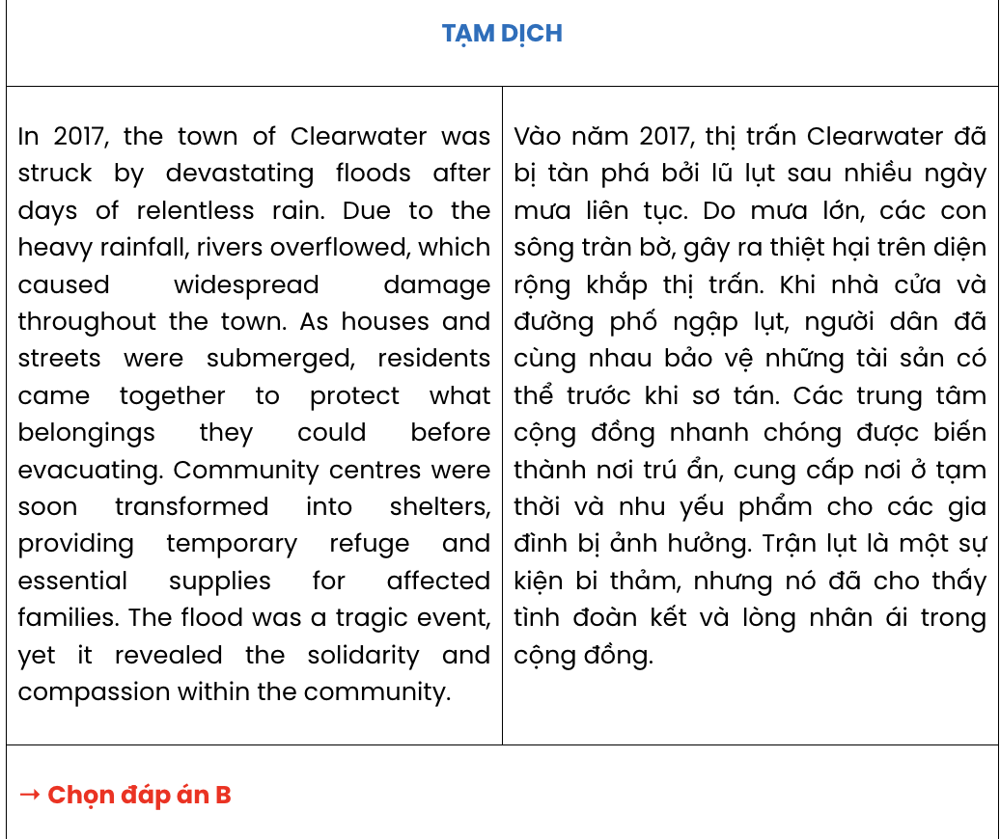 TẠM DỊCH
In 2017, the town of Clearwater was
struck by devastating floods after
days of relentless rain. Due to the
heavy rainfall, rivers overflowed, which
caused widespread damage
throughout the town. As houses and
streets were submerged, residents
came together to protect what
belongings they could before
evacuating. Community centres were
soon transformed into shelters,
providing temporary refuge and
essential supplies for affected
families. The flood was a tragic event,
yet it revealed the solidarity and
compassion within the community.
Vào năm 2017, thị trấn Clearwater đã
bị tàn phá bởi lũ lụt sau nhiều ngày
mưa liên tục. Do mưa lớn, các con
sông tràn bờ, gây ra thiệt hại trên diện
rộng khắp thị trấn. Khi nhà cửa và
đường phố ngập lụt, người dân đã
cùng nhau bảo vệ những tài sản có
thể trước khi sơ tán. Các trung tâm
cộng đồng nhanh chóng được biến
thành nơi trú ẩn, cung cấp nơi ở tạm
thời và nhu yếu phẩm cho các gia
đình bị ảnh hưởng. Trận lụt là một sự
kiện bi thảm, nhưng nó đã cho thấy
tình đoàn kết và lòng nhân ái trong
cộng đồng.
→ Chọn đáp án B